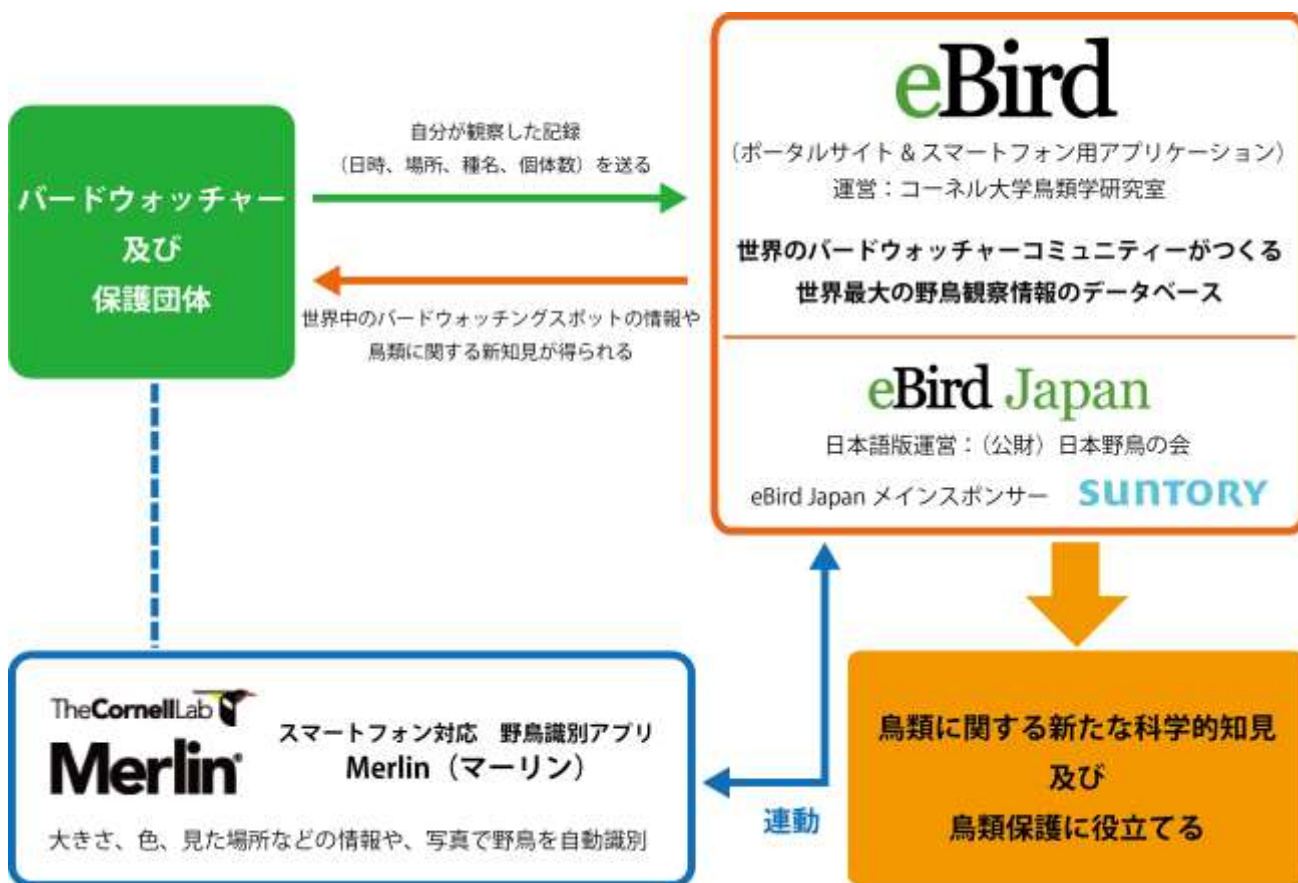 バードウォッチャー
及び
保護団体
自分が観察した記録
（日時、場所、種名、個体数）を送る
世界中のバードウォッチングスポットの情報や
鳥類に関する新知見が得られる
eBird
（ポータルサイト & スマートフォン用アプリケーション）
運営：コーネル大学鳥類学研究室
世界のバードウォッチャーコミュニティーがつくる
世界最大の野鳥観察情報のデータベース
eBird Japan
日本語版運営：（公財）日本野鳥の会
eBird Japan メインスポンサー SUNTORY
TheCornellLab
Merlin
スマートフォン対応 野鳥識別アプリ
Merlin（マーリン）
大きさ、色、見た場所などの情報や、写真で野鳥を自動識別
連動
鳥類に関する新たな科学的知見
及び
鳥類保護に役立てる